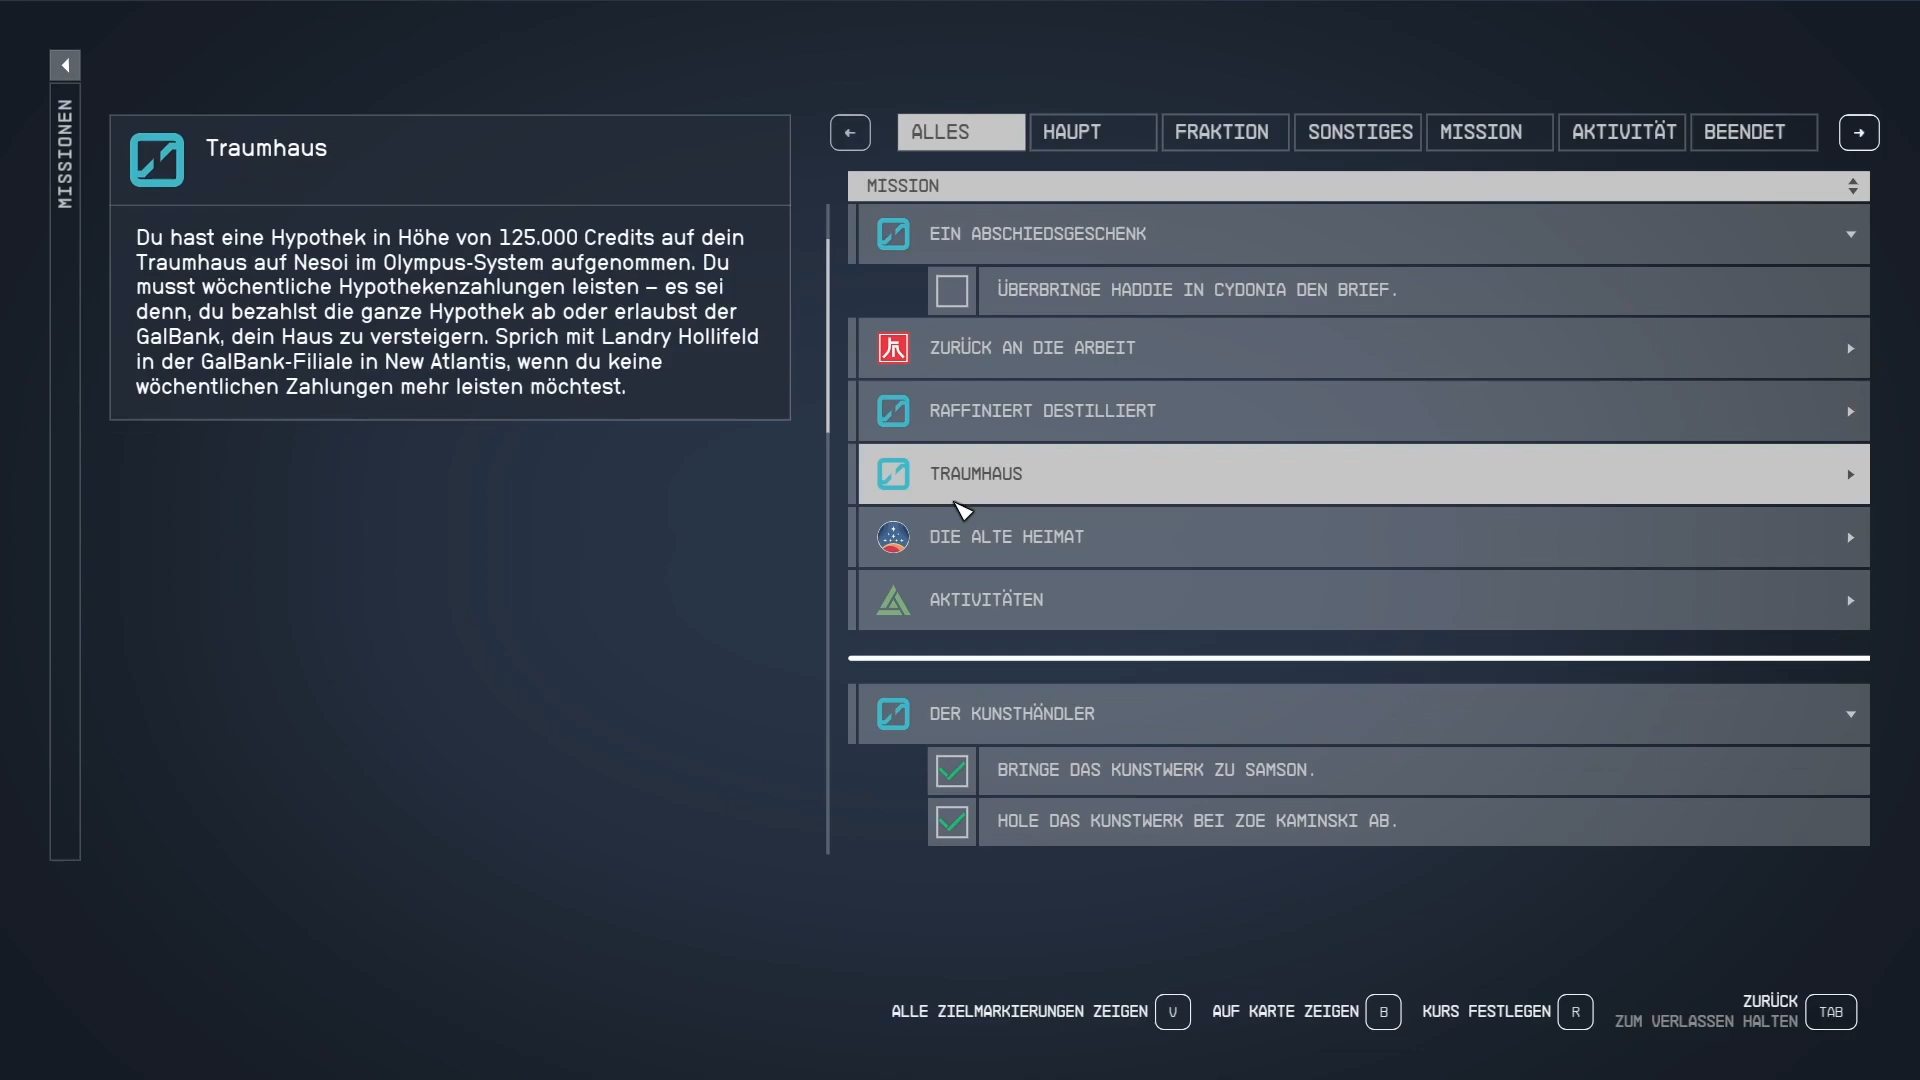 MISSIONEN
Traumhaus
Du hast eine Hypothek in Höhe von 125.000 Credits auf dein
Traumhaus auf Nesoi im Olympus-System aufgenommen. Du
musst wöchentliche Hypothekenzahlungen leisten – es sei
denn, du bezahlst die ganze Hypothek ab oder erlaubst der
GalBank, dein Haus zu versteigern. Sprich mit Landry Hollifeld
in der GalBank-Filiale in New Atlantis, wenn du keine
wöchentlichen Zahlungen mehr leisten möchtest.
ALLES HAUPT FRAKTION SONSTIGES MISSION AKTIVITÄT BEENDET
MISSION
EIN ABSCHIEDSGESCHENK
ÜBERBRINGE HADDIE IN CYDONIA DEN BRIEF.
ZURÜCK AN DIE ARBEIT
RAFFINIERT DESTILLIERT
TRAUMHAUS
DIE ALTE HEIMAT
AKTIVITÄTEN
DER KUNSTHÄNDLER
BRINGE DAS KUNSTWERK ZU SAMSON.
HOLE DAS KUNSTWERK BEI ZOE KAMINSKI AB.
ALLE ZIELMARKIERUNGEN ZEIGEN V AUF KARTE ZEIGEN B KURS FESTLEGEN R ZURÜCK
ZUM VERLASSEN HALTEN TAB